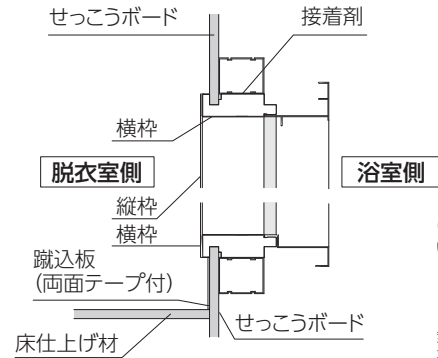 せっこうボード
接着剤
横枠
脱衣室側
浴室側
縦枠
横枠
蹴込板
(両面テープ付)
せっこうボード
床仕上げ材